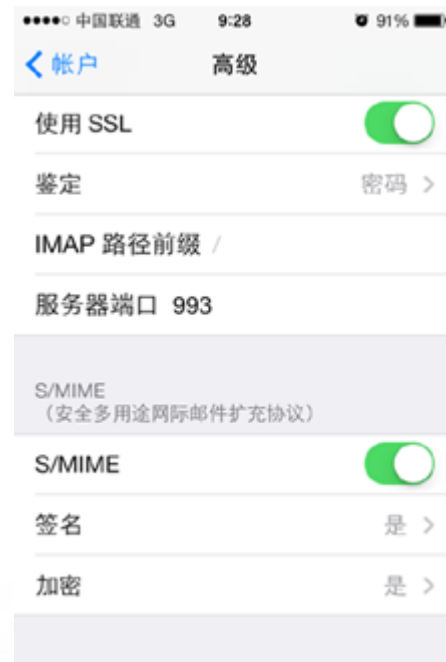 中国联通 3G 9:28 91%
帐户 高级
使用 SSL
鉴定 密码
IMAP 路径前缀 /
服务器端口 993
S/MIME
（安全多用途网际邮件扩充协议）
S/MIME
签名 是
加密 是